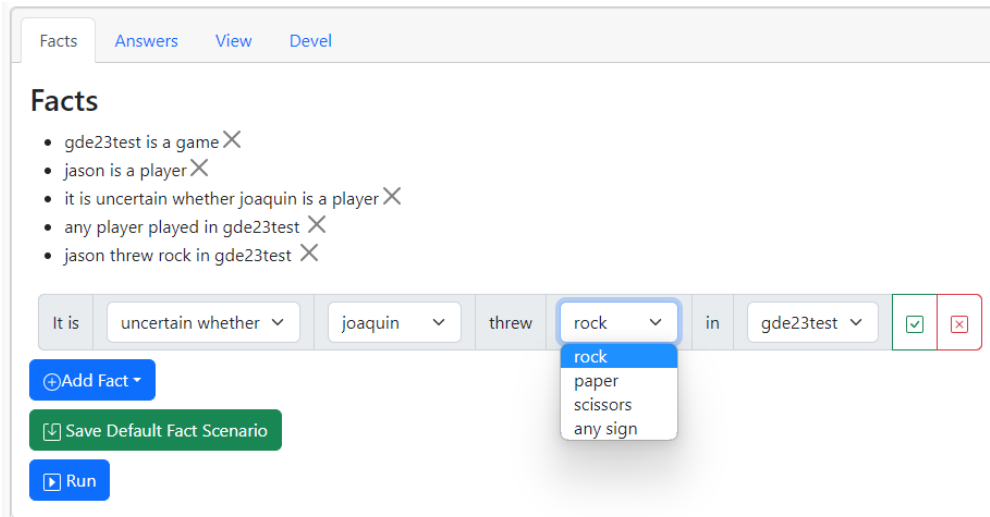 Facts Answers View Devel
Facts
gde23test is a game
jason is a player
it is uncertain whether joaquin is a player
any player played in gde23test
jason threw rock in gde23test
It is uncertain whether joaquin threw rock in gde23test
rock
paper
scissors
any sign
Add Fact
Save Default Fact Scenario
Run